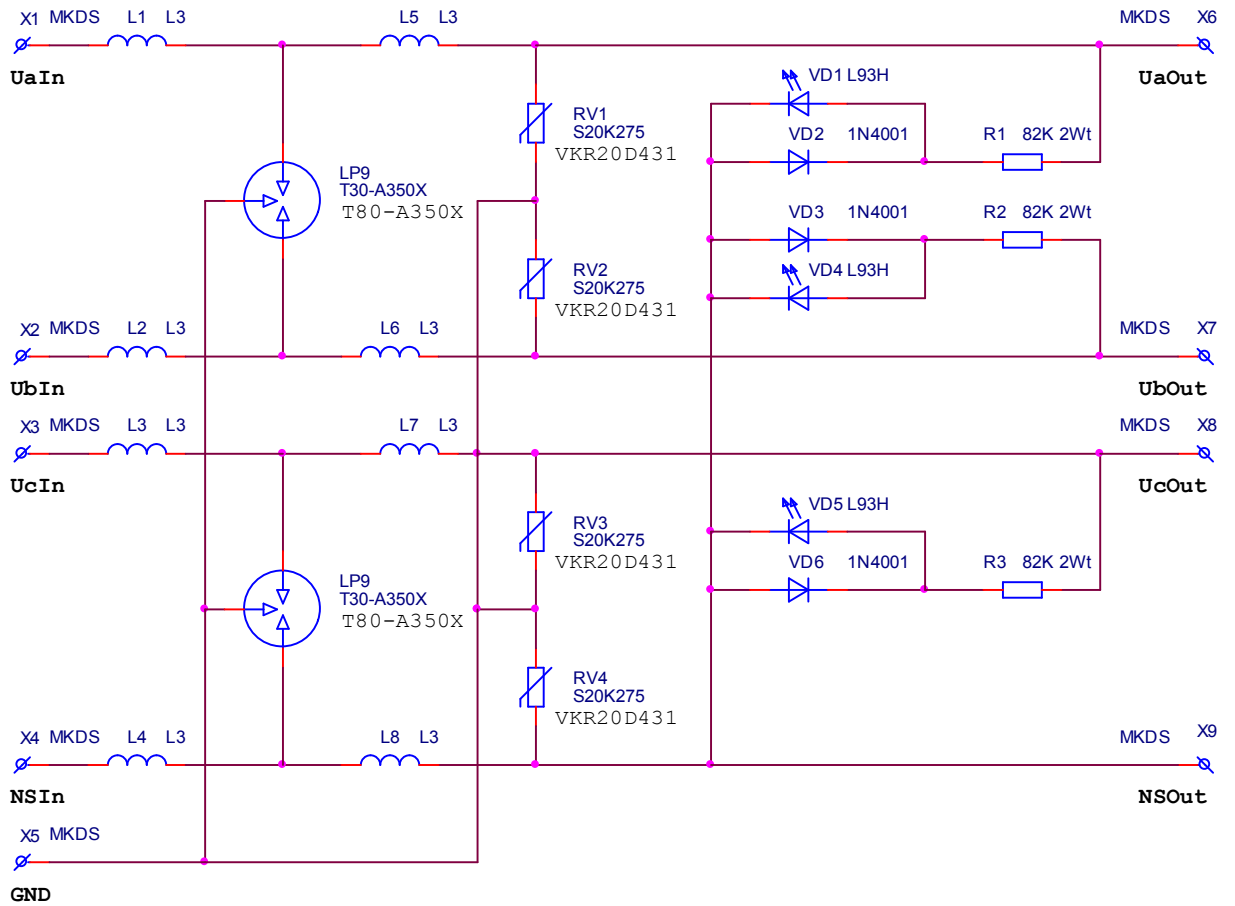 X1 MKDS L1 L3 L5 L3 MKDS X6
UaIn UaOut
VD1 L93H
RV1
S20K275
VKR20D431
VD2 1N4001 R1 82K 2Wt
LP9
T30-A350X
T80-A350X
VD3 1N4001 R2 82K 2Wt
RV2
S20K275
VKR20D431
VD4 L93H
X2 MKDS L2 L3 L6 L3 MKDS X7
UbIn UbOut
X3 MKDS L3 L3 L7 L3 MKDS X8
UcIn UcOut
VD5 L93H
RV3
S20K275
VKR20D431
VD6 1N4001 R3 82K 2Wt
LP9
T30-A350X
T80-A350X
RV4
S20K275
VKR20D431
X4 MKDS L4 L3 L8 L3 MKDS X9
NSIn NSOut
X5 MKDS
GND